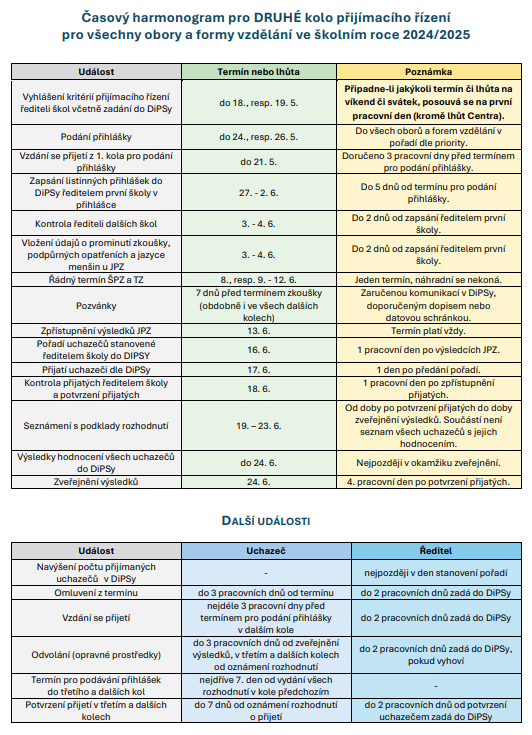 Časový harmonogram pro DRUHÉ kolo přijímacího řízení
pro všechny obory a formy vzdělání ve školním roce 2024/2025
Událost Termín nebo lhůta Poznámka
Vyhlášení kritérií přijímacího řízení
řediteli škol včetně zadání do DiPSy
do 18., resp. 19. 5.
Připadne-li jakýkoli termín či lhůta na
víkend či svátek, posouvá se na první
pracovní den (kromě lhůt Centra).
Podání přihlášky
do 24., resp. 26. 5.
Do všech oborů a forem vzdělání v
pořadí dle priority.
Vzdání se přijetí z 1. kola pro podání
přihlášky
do 21. 5.
Doručeno 3 pracovní dny před termínem
pro podání přihlášky.
Zapsání listinných přihlášek do
DiPSy ředitelem první školy v
přihlášce
27. - 2. 6.
Do 5 dnů od termínu pro podání
přihlášky.
Kontrola řediteli dalších škol
3. - 4. 6.
Do 2 dnů od zapsání ředitelem první
školy.
Vložení údajů o prominutí zkoušky,
podpůrných opatřeních a jazyce
menšin u JPZ
3. - 4. 6.
Do 2 dnů od zapsání ředitelem první
školy.
Řádný termín ŠPZ a TZ
8., resp. 9. - 12. 6.
Jeden termín, náhradní se nekoná.
Pozvánky
7 dnů před termínem zkoušky
(obdobně i ve všech dalších
kolech)
Zaručenou komunikací v DiPSy,
doporučeným dopisem nebo
datovou schránkou.
Zpřístupnění výsledků JPZ
13. 6.
Termín platí vždy.
Pořadí uchazečů stanovené
ředitelem školy do DIPSY
16. 6.
1 pracovní den po výsledcích JPZ.
Přijatí uchazeči dle DiPSy
17. 6.
1 den po předání pořadí.
Kontrola přijatých ředitelem školy
a potvrzení přijatých
18. 6.
1 pracovní den po zpřístupnění
přijatých.
Seznámení s podklady rozhodnutí
19. – 23. 6.
Od doby po potvrzení přijatých do doby
zveřejnění výsledků. Součástí není
seznam všech uchazečů s jejich
hodnocením.
Výsledky hodnocení všech uchazečů
do DiPSy
do 24. 6.
Nejpozději v okamžiku zveřejnění.
Zveřejnění výsledků
24. 6.
4. pracovní den po potvrzení přijatých.
DALŠÍ UDÁLOSTI
Událost Uchazeč Ředitel
Navýšení počtu přijímaných
uchazečů v DiPSy
-
nejpozději v den stanovení pořadí
Omluvení z termínu
do 3 pracovních dnů od termínu
do 2 pracovních dnů zadá do DiPSy
Vzdání se přijetí
nejdéle 3 pracovní dny před
termínem pro podání přihlášky
v dalším kole
do 2 pracovních dnů zadá do DiPSy
Odvolání (opravné prostředky)
do 3 pracovních dnů od zveřejnění
výsledků, v třetím a dalších kolech
od oznámení rozhodnutí
do 2 pracovních dnů zadá do DiPSy,
pokud vyhoví
Termín pro podávání přihlášek
do třetího a dalších kol
nejdříve 7. den od vydání všech
rozhodnutí v kole předchozím
-
Potvrzení přijetí v třetím a dalších
kolech
do 7 dnů od oznámení rozhodnutí
o přijetí
do 2 pracovních dnů od potvrzení
uchazečem zadá do DiPSy